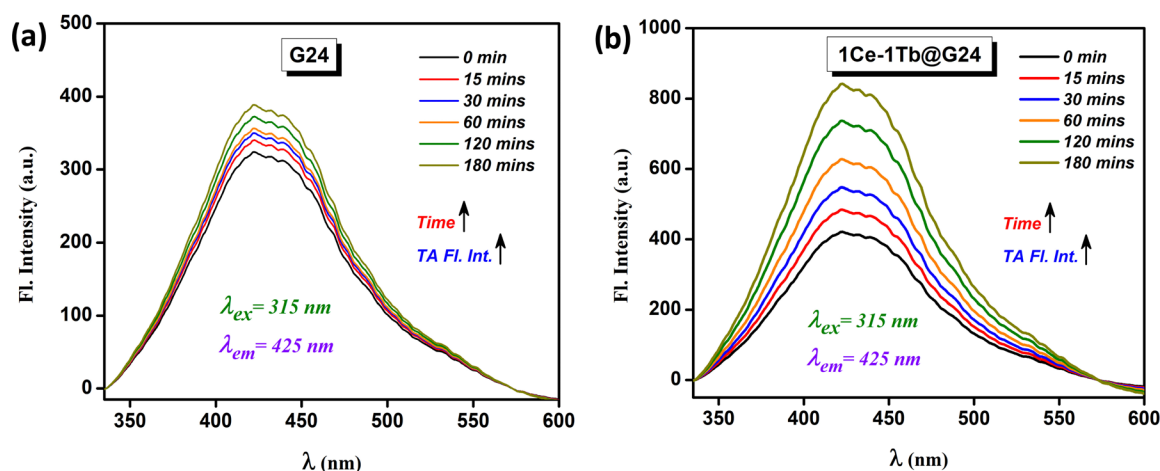 (a)
G24
0 min
15 mins
30 mins
60 mins
120 mins
180 mins
Time
TA Fl. Int.
λex= 315 nm
λem= 425 nm
Fl. Intensity (a.u.)
500
400
300
200
100
0
350 400 450 500 550 600
λ (nm)
(b)
1Ce-1Tb@G24
0 min
15 mins
30 mins
60 mins
120 mins
180 mins
Time
TA Fl. Int.
λex= 315 nm
λem= 425 nm
Fl. Intensity (a.u.)
1000
800
600
400
200
0
350 400 450 500 550 600
λ (nm)